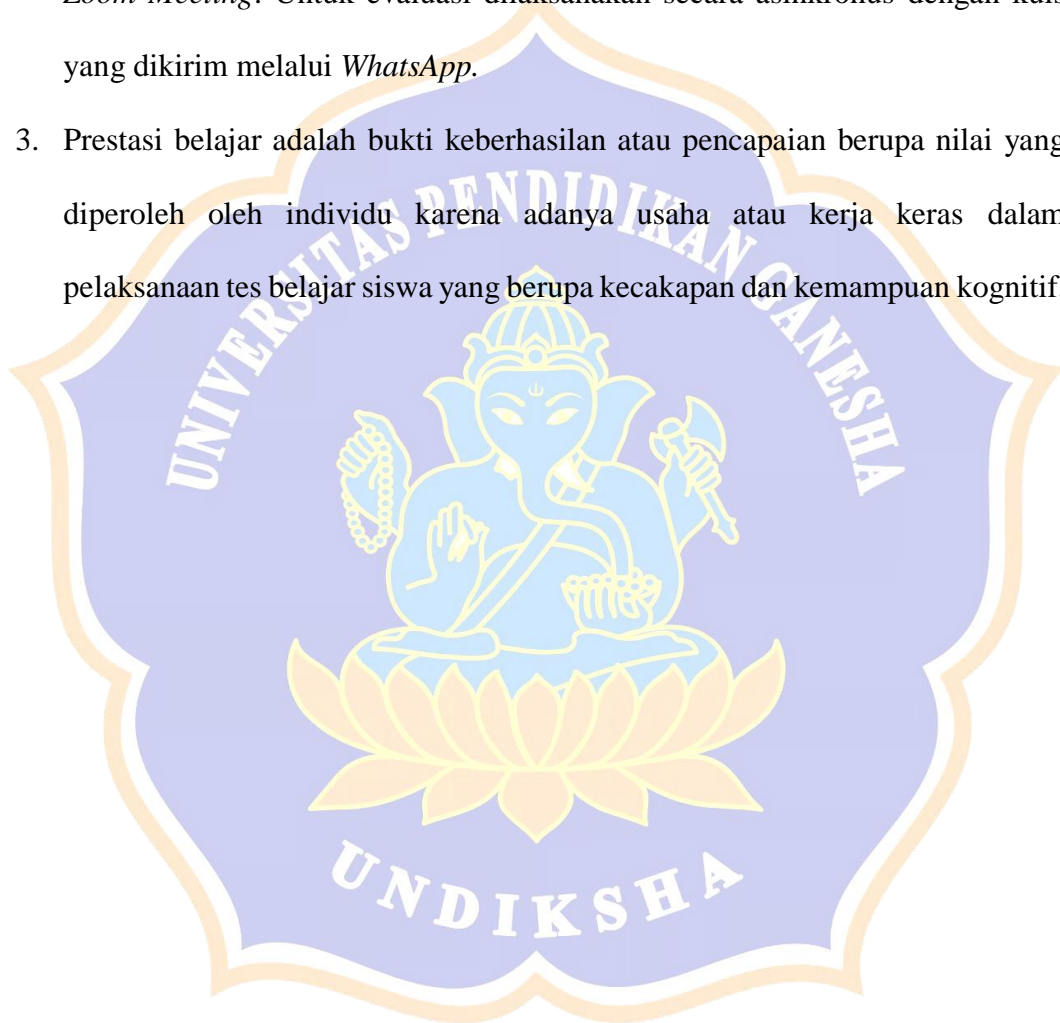 Zoom Meeting. Untuk evaluasi dilaksanakan secara asinkronus dengan kuis
yang dikirim melalui WhatsApp.
3. Prestasi belajar adalah bukti keberhasilan atau pencapaian berupa nilai yang
diperoleh oleh individu karena adanya usaha atau kerja keras dalam
pelaksanaan tes belajar siswa yang berupa kecakapan dan kemampuan kognitif
UNIVERSITAS PENDIDIKAN GANESHA
UNDIKSHA